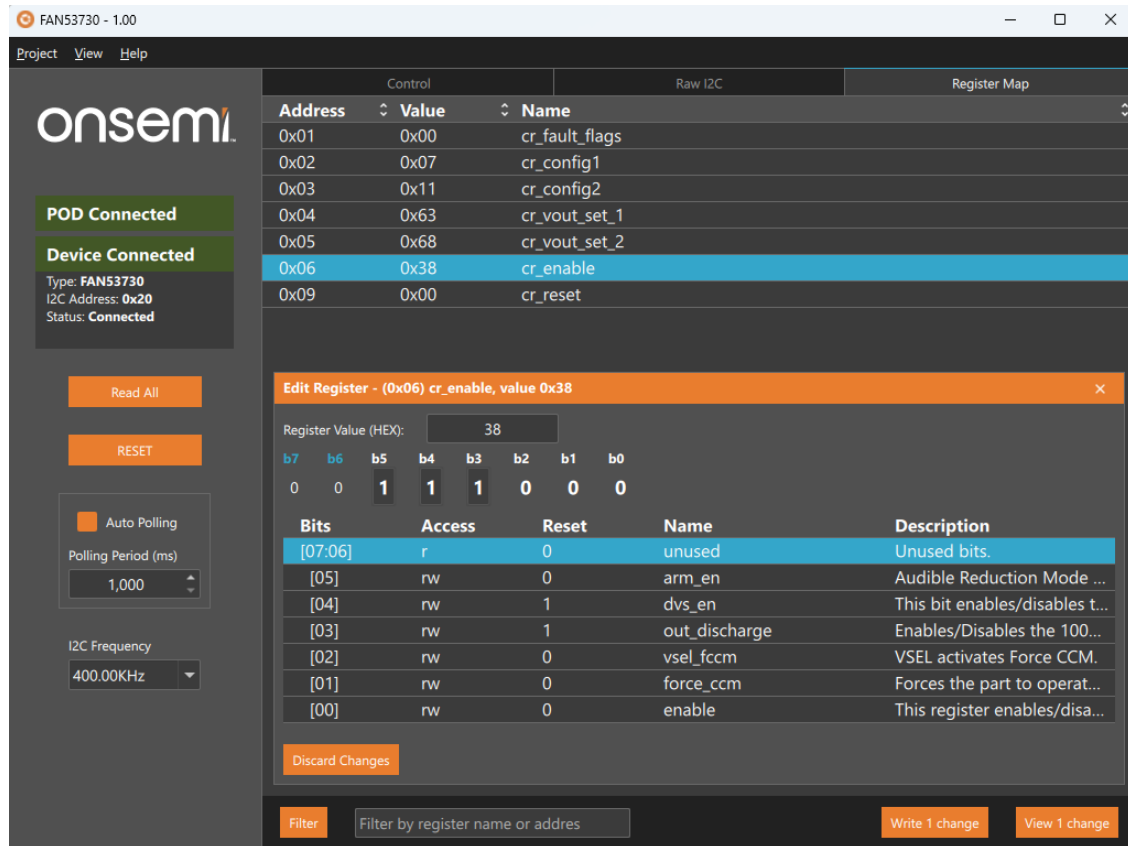 FAN53730 - 1.00
Project View Help
onsemi
POD Connected
Device Connected
Type: FAN53730
I2C Address: 0x20
Status: Connected
Read All
RESET
Auto Polling
Polling Period (ms)
1,000
I2C Frequency
400.00KHz
Control Raw I2C Register Map
Address Value Name
0x01 0x00 cr_fault_flags
0x02 0x07 cr_config1
0x03 0x11 cr_config2
0x04 0x63 cr_vout_set_1
0x05 0x68 cr_vout_set_2
0x06 0x38 cr_enable
0x09 0x00 cr_reset
Edit Register - (0x06) cr_enable, value 0x38
Register Value (HEX): 38
b7 b6 b5 b4 b3 b2 b1 b0
0 0 1 1 1 0 0 0
Bits Access Reset Name Description
[07:06] r 0 unused Unused bits.
[05] rw 0 arm_en Audible Reduction Mode ...
[04] rw 1 dvs_en This bit enables/disables t...
[03] rw 1 out_discharge Enables/Disables the 100...
[02] rw 0 vsel_fccm VSEL activates Force CCM.
[01] rw 0 force_ccm Forces the part to operat...
[00] rw 0 enable This register enables/disa...
Discard Changes
Filter Filter by register name or addres Write 1 change View 1 change